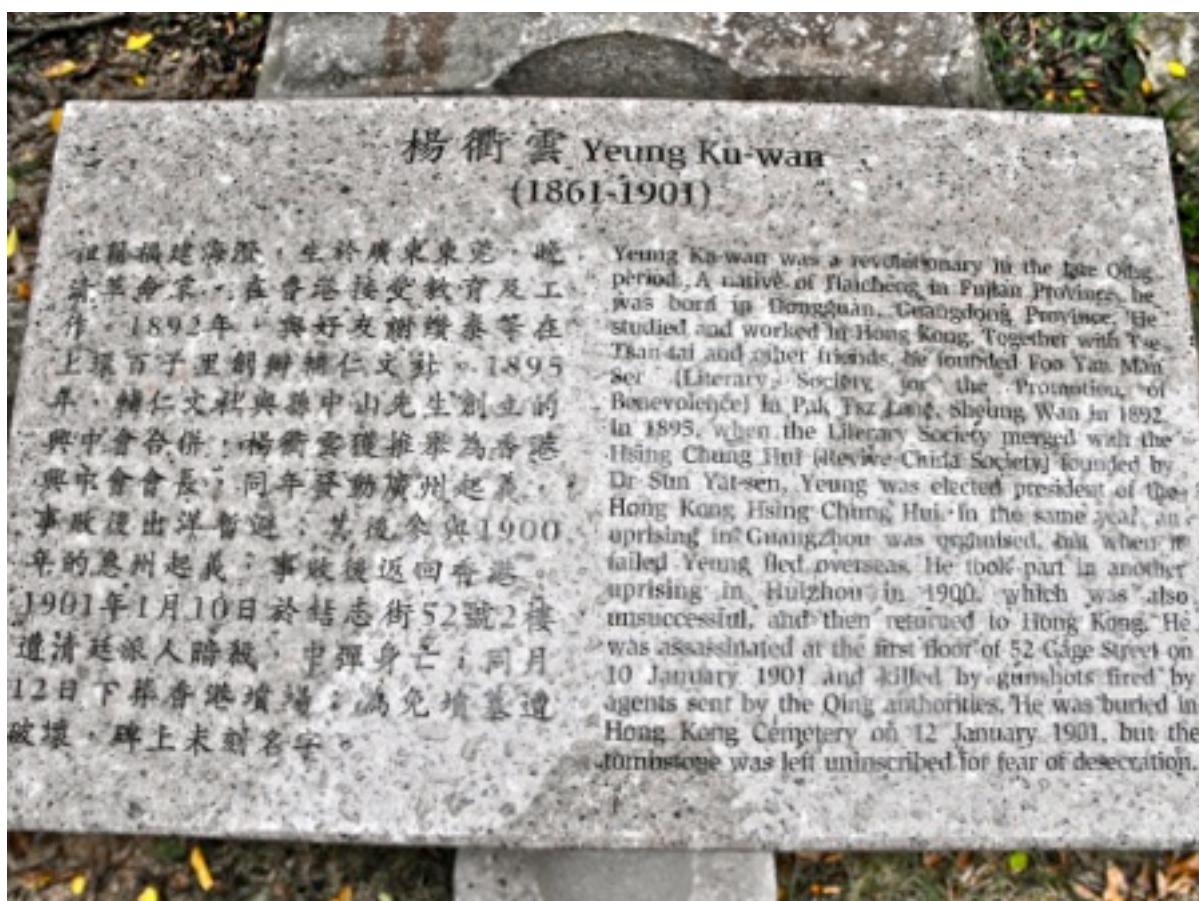 楊衢雲 Yeung Ku-wan
(1861-1901)
祖籍福建海澄,生於廣東東莞,晚
清革命家。在香港接受教育及工
作。1892年,與好友謝纘泰等在
上環百子里創辦輔仁文社。1895
年,輔仁文社與孫中山先生創立的
興中會合併,楊衢雲獲推舉為香港
興中會會長;同年發動廣州起義,
事敗後出洋暫避;其後參與1900
年的惠州起義,事敗後返回香港。
1901年1月10日於結志街52號2樓
遭清廷派人暗殺,中彈身亡;同月
12日下葬香港墳場;為免墳墓遭
破壞,碑上未刻名字。
Yeung Ku-wan was a revolutionary in the late Qing
period. A native of Haicheng in Fujian Province, he
was born in Dongguan, Guangdong Province. He
studied and worked in Hong Kong. Together with Tse
Tsan-tai and other friends, he founded Foo Yan Man
Ser (Literary Society for the Promotion of
Benevolence) in Pak Tsz Lane, Sheung Wan in 1892.
In 1895, when the Literary Society merged with the
Hsing Chung Hui (Revive China Society) founded by
Dr Sun Yat-sen, Yeung was elected president of the
Hong Kong Hsing Chung Hui. In the same year, an
uprising in Guangzhou was organised, but when it
failed Yeung fled overseas. He took part in another
uprising in Huizhou in 1900, which was also
unsuccessful, and then returned to Hong Kong. He
was assassinated at the first floor of 52 Gage Street on
10 January 1901 and killed by gunshots fired by
agents sent by the Qing authorities. He was buried in
Hong Kong Cemetery on 12 January 1901, but the
tombstone was left uninscribed for fear of desecration.